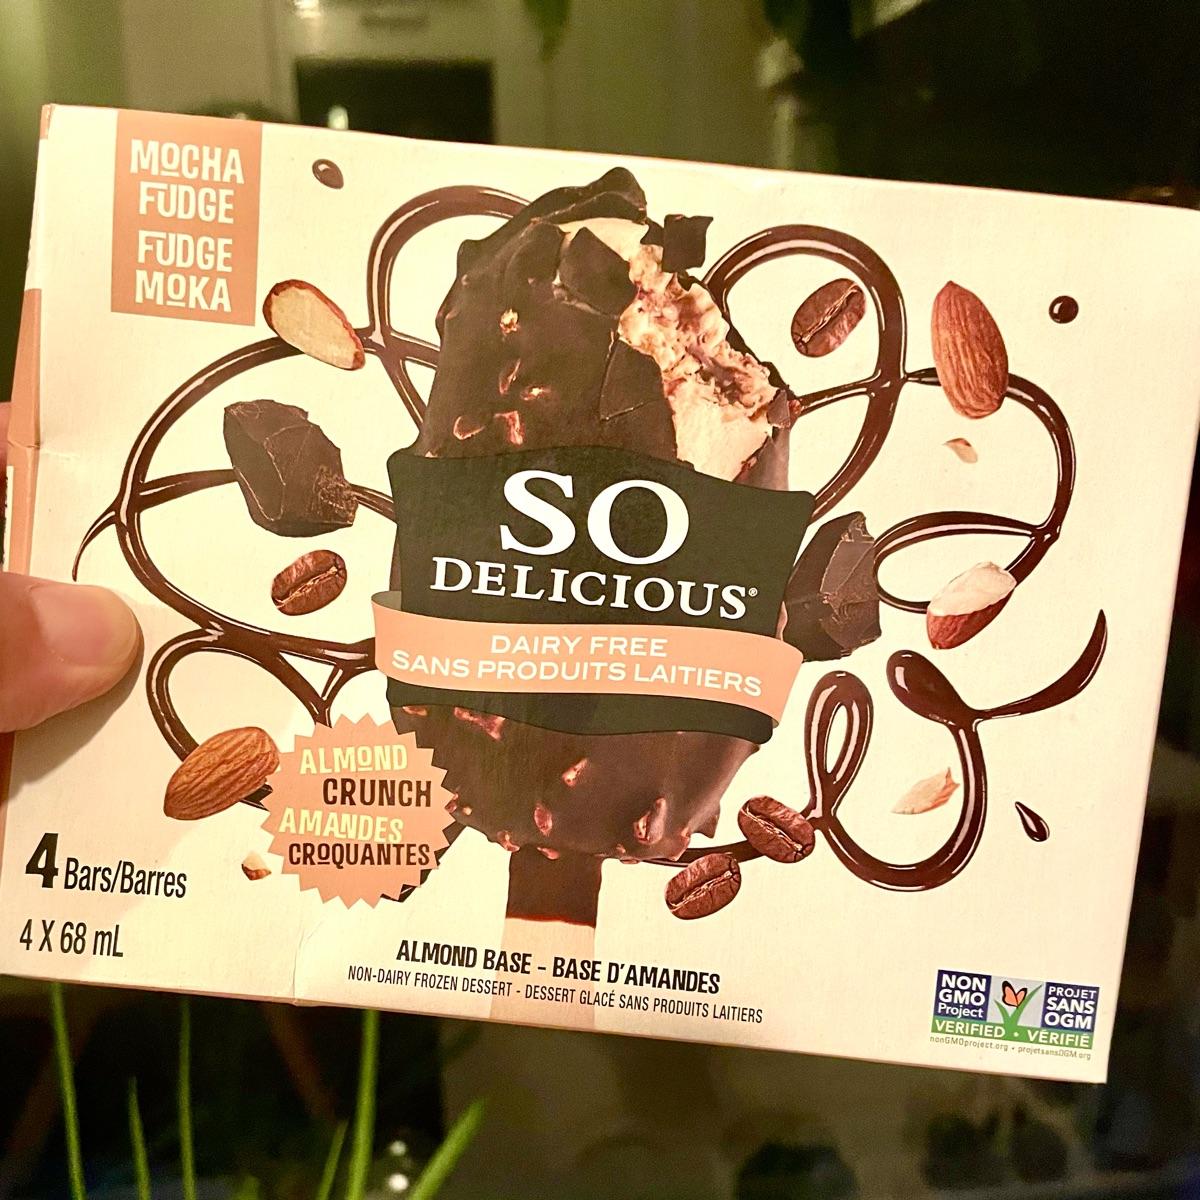 MOCHA
FUDGE
FUDGE
MOKA
SO
DELICIOUS®
DAIRY FREE
SANS PRODUITS LAITIERS
ALMOND
CRUNCH
AMANDES
CROQUANTES
4 Bars/Barres
4 X 68 mL
ALMOND BASE - BASE D'AMANDES
NON-DAIRY FROZEN DESSERT - DESSERT GLACÉ SANS PRODUITS LAITIERS
NON
GMO
Project
PROJET
SANS
OGM
VERIFIED • VÉRIFIÉ
nonGMOproject.org • projetsansOGM.org